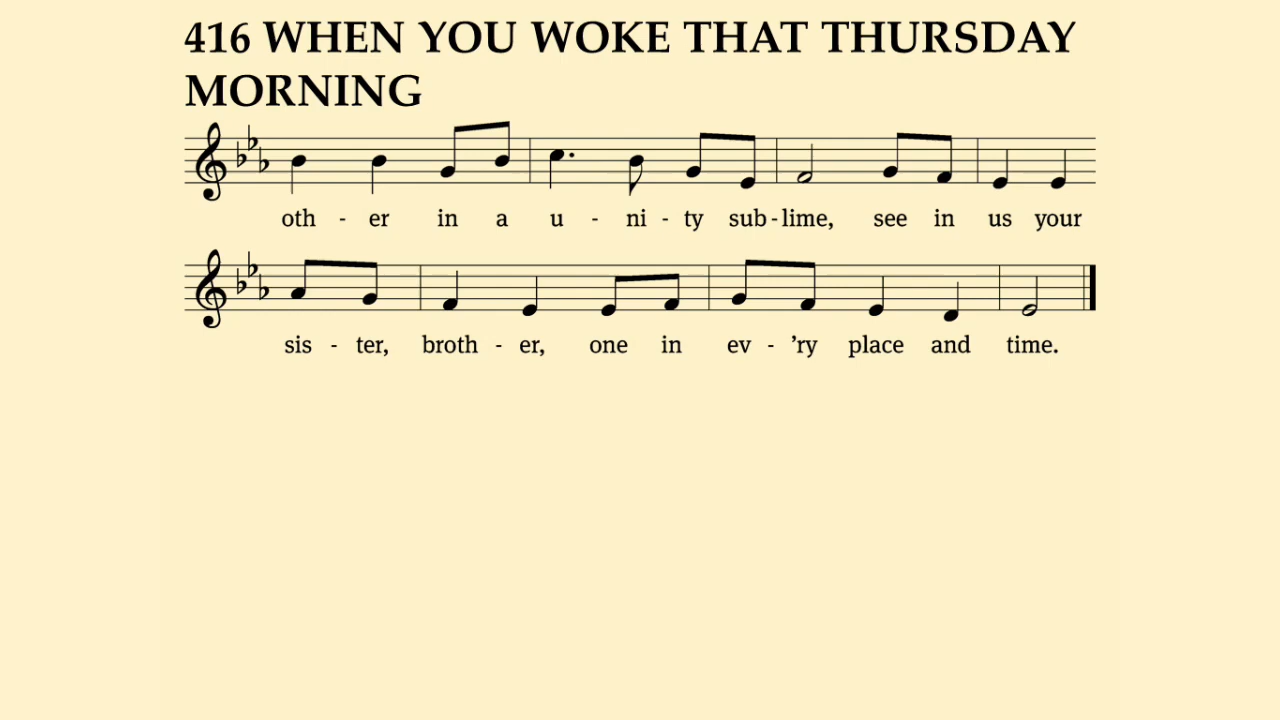 416 WHEN YOU WOKE THAT THURSDAY
MORNING
oth - er in a u - ni - ty sub - lime, see in us your
sis - ter, broth - er, one in ev - ’ry place and time.